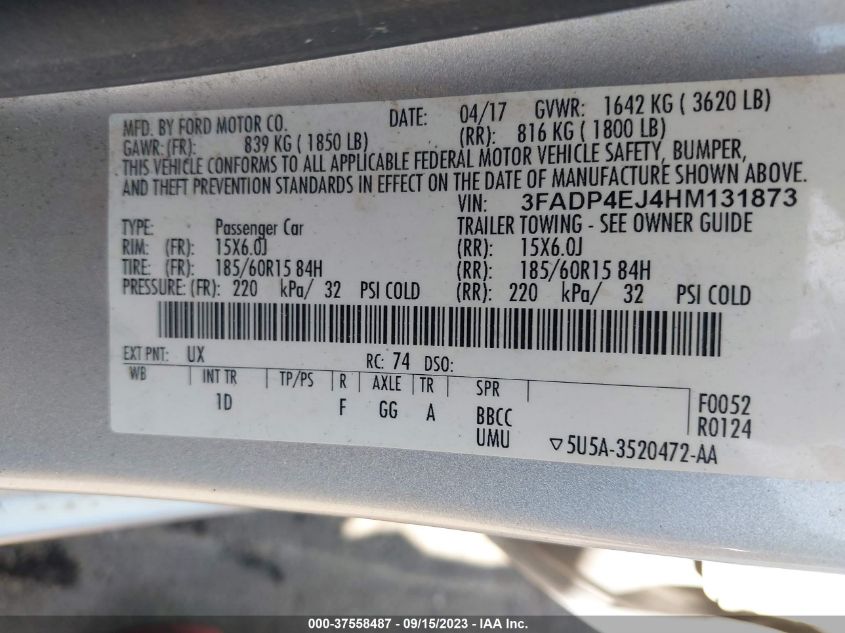 MFD. BY FORD MOTOR CO. DATE: 04/17 GVWR: 1642 KG ( 3620 LB)
GAWR: (FR): 839 KG ( 1850 LB) (RR): 816 KG ( 1800 LB)
THIS VEHICLE CONFORMS TO ALL APPLICABLE FEDERAL MOTOR VEHICLE SAFETY, BUMPER,
AND THEFT PREVENTION STANDARDS IN EFFECT ON THE DATE OF MANUFACTURE SHOWN ABOVE.
VIN: 3FADP4EJ4HM131873
TYPE: Passenger Car TRAILER TOWING - SEE OWNER GUIDE
RIM: (FR): 15X6.0J (RR): 15X6.0J
TIRE: (FR): 185/60R15 84H (RR): 185/60R15 84H
PRESSURE: (FR): 220 kPa/ 32 PSI COLD (RR): 220 kPa/ 32 PSI COLD
EXT PNT: UX RC: 74 DSO:
WB INT TR TP/PS R AXLE TR SPR F0052
1D F GG A BBCC R0124
UMU ▽5U5A-3520472-AA
000-37558487 - 09/15/2023 - IAAI.com